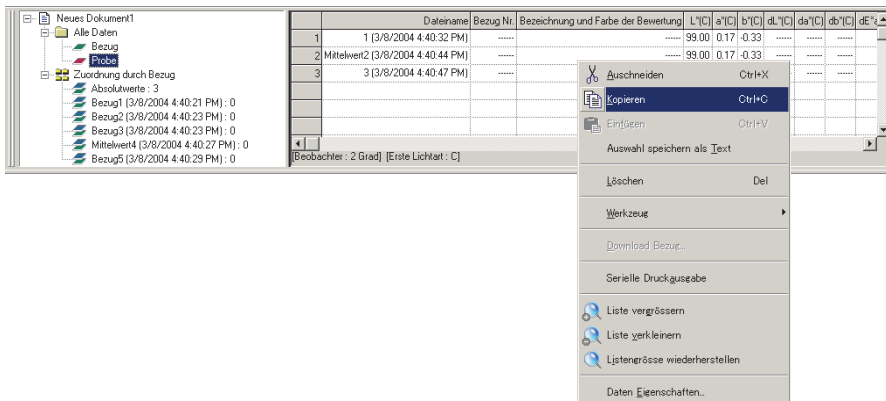 Neues Dokument1
Alle Daten
Bezug
Probe
Zuordnung durch Bezug
Absolutwerte : 3
Bezug1 (3/8/2004 4:40:21 PM) : 0
Bezug2 (3/8/2004 4:40:23 PM) : 0
Bezug3 (3/8/2004 4:40:23 PM) : 0
Mittelwert4 (3/8/2004 4:40:27 PM) : 0
Bezug5 (3/8/2004 4:40:29 PM) : 0
Dateiname Bezug Nr. Bezeichnung und Farbe der Bewertung L*(C) a*(C) b*(C) dL*(C) da*(C) db*(C) dE*a
1 1 (3/8/2004 4:40:32 PM) ----- ----- 99.00 0.17 -0.33 ----- ----- -----
2 Mittelwert2 (3/8/2004 4:40:44 PM) ----- ----- 99.00 0.17 -0.33 ----- ----- -----
3 3 (3/8/2004 4:40:47 PM) -----
[Beobachter : 2 Grad] [Erste Lichtart : C]
Auschneiden Ctrl+X
Kopieren Ctrl+C
Einfügen Ctrl+V
Auswahl speichern als Text
Löschen Del
Werkzeug
Download Bezug...
Serielle Druckausgabe
Liste vergrössern
Liste verkleinern
Listengrösse wiederherstellen
Daten Eigenschaften...